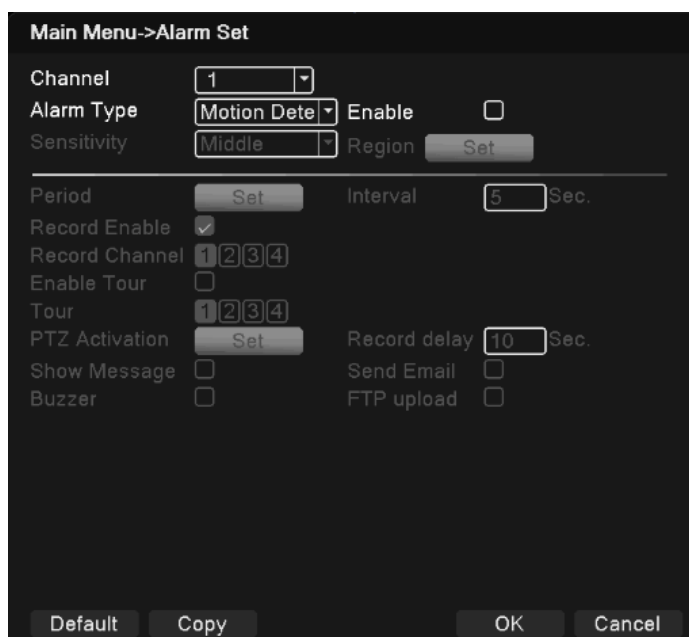 Main Menu->Alarm Set
Channel 1
Alarm Type Motion Dete Enable
Sensitivity Middle Region Set
Period Set Interval 5 Sec.
Record Enable
Record Channel 1 2 3 4
Enable Tour
Tour 1 2 3 4
PTZ Activation Set Record delay 10 Sec.
Show Message Send Email
Buzzer FTP upload
Default Copy OK Cancel